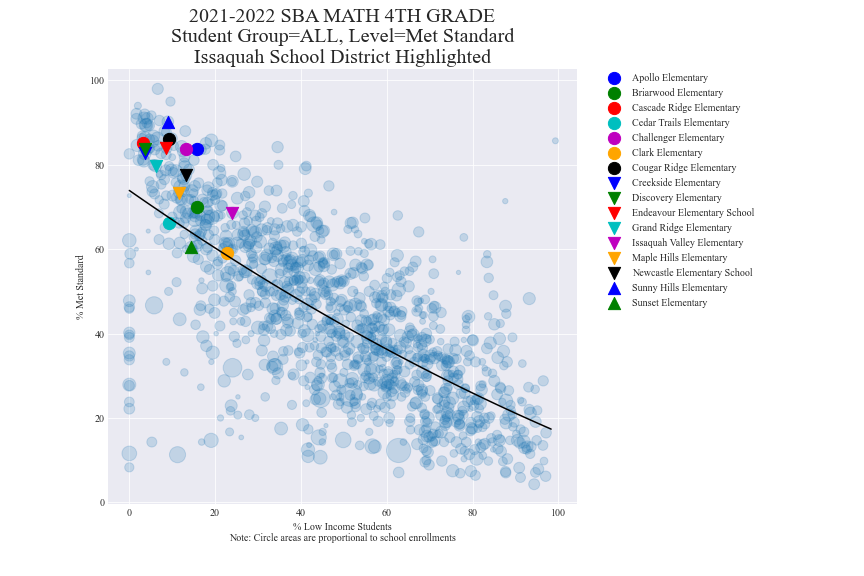 2021-2022 SBA MATH 4TH GRADE
Student Group=ALL, Level=Met Standard
Issaquah School District Highlighted
100
80
60
40
20
0
% Met Standard
0 20 40 60 80 100
% Low Income Students
Note: Circle areas are proportional to school enrollments
Apollo Elementary
Briarwood Elementary
Cascade Ridge Elementary
Cedar Trails Elementary
Challenger Elementary
Clark Elementary
Cougar Ridge Elementary
Creekside Elementary
Discovery Elementary
Endeavour Elementary School
Grand Ridge Elementary
Issaquah Valley Elementary
Maple Hills Elementary
Newcastle Elementary School
Sunny Hills Elementary
Sunset Elementary